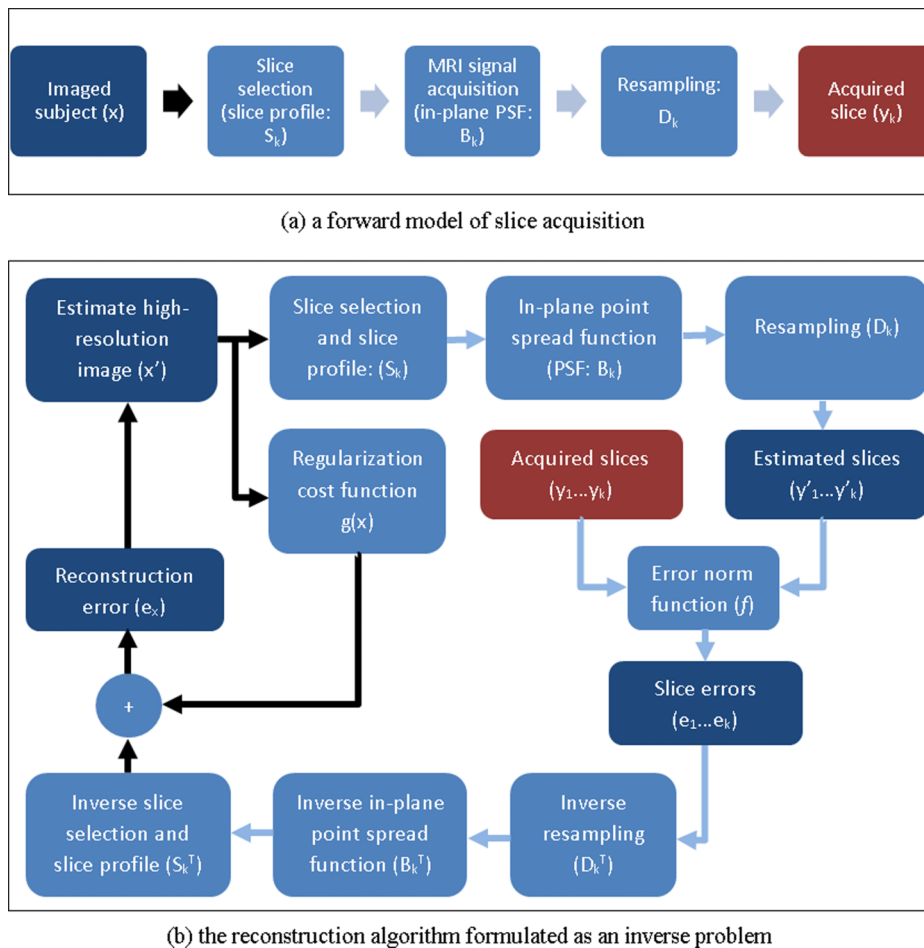 Imaged
subject (x)
Slice
selection
(slice profile:
Sₖ)
MRI signal
acquisition
(in-plane PSF:
Bₖ)
Resampling:
Dₖ
Acquired
slice (yₖ)
(a) a forward model of slice acquisition
Estimate high-
resolution
image (x')
Slice selection
and slice
profile: (Sₖ)
In-plane point
spread function
(PSF: Bₖ)
Resampling (Dₖ)
Regularization
cost function
g(x)
Acquired slices
(y₁...yₖ)
Estimated slices
(y'₁...y'ₖ)
Reconstruction
error (eₓ)
Error norm
function (f)
+
Slice errors
(e₁...eₖ)
Inverse slice
selection and
slice profile (Sₖᵀ)
Inverse in-plane
point spread
function (Bₖᵀ)
Inverse
resampling
(Dₖᵀ)
(b) the reconstruction algorithm formulated as an inverse problem